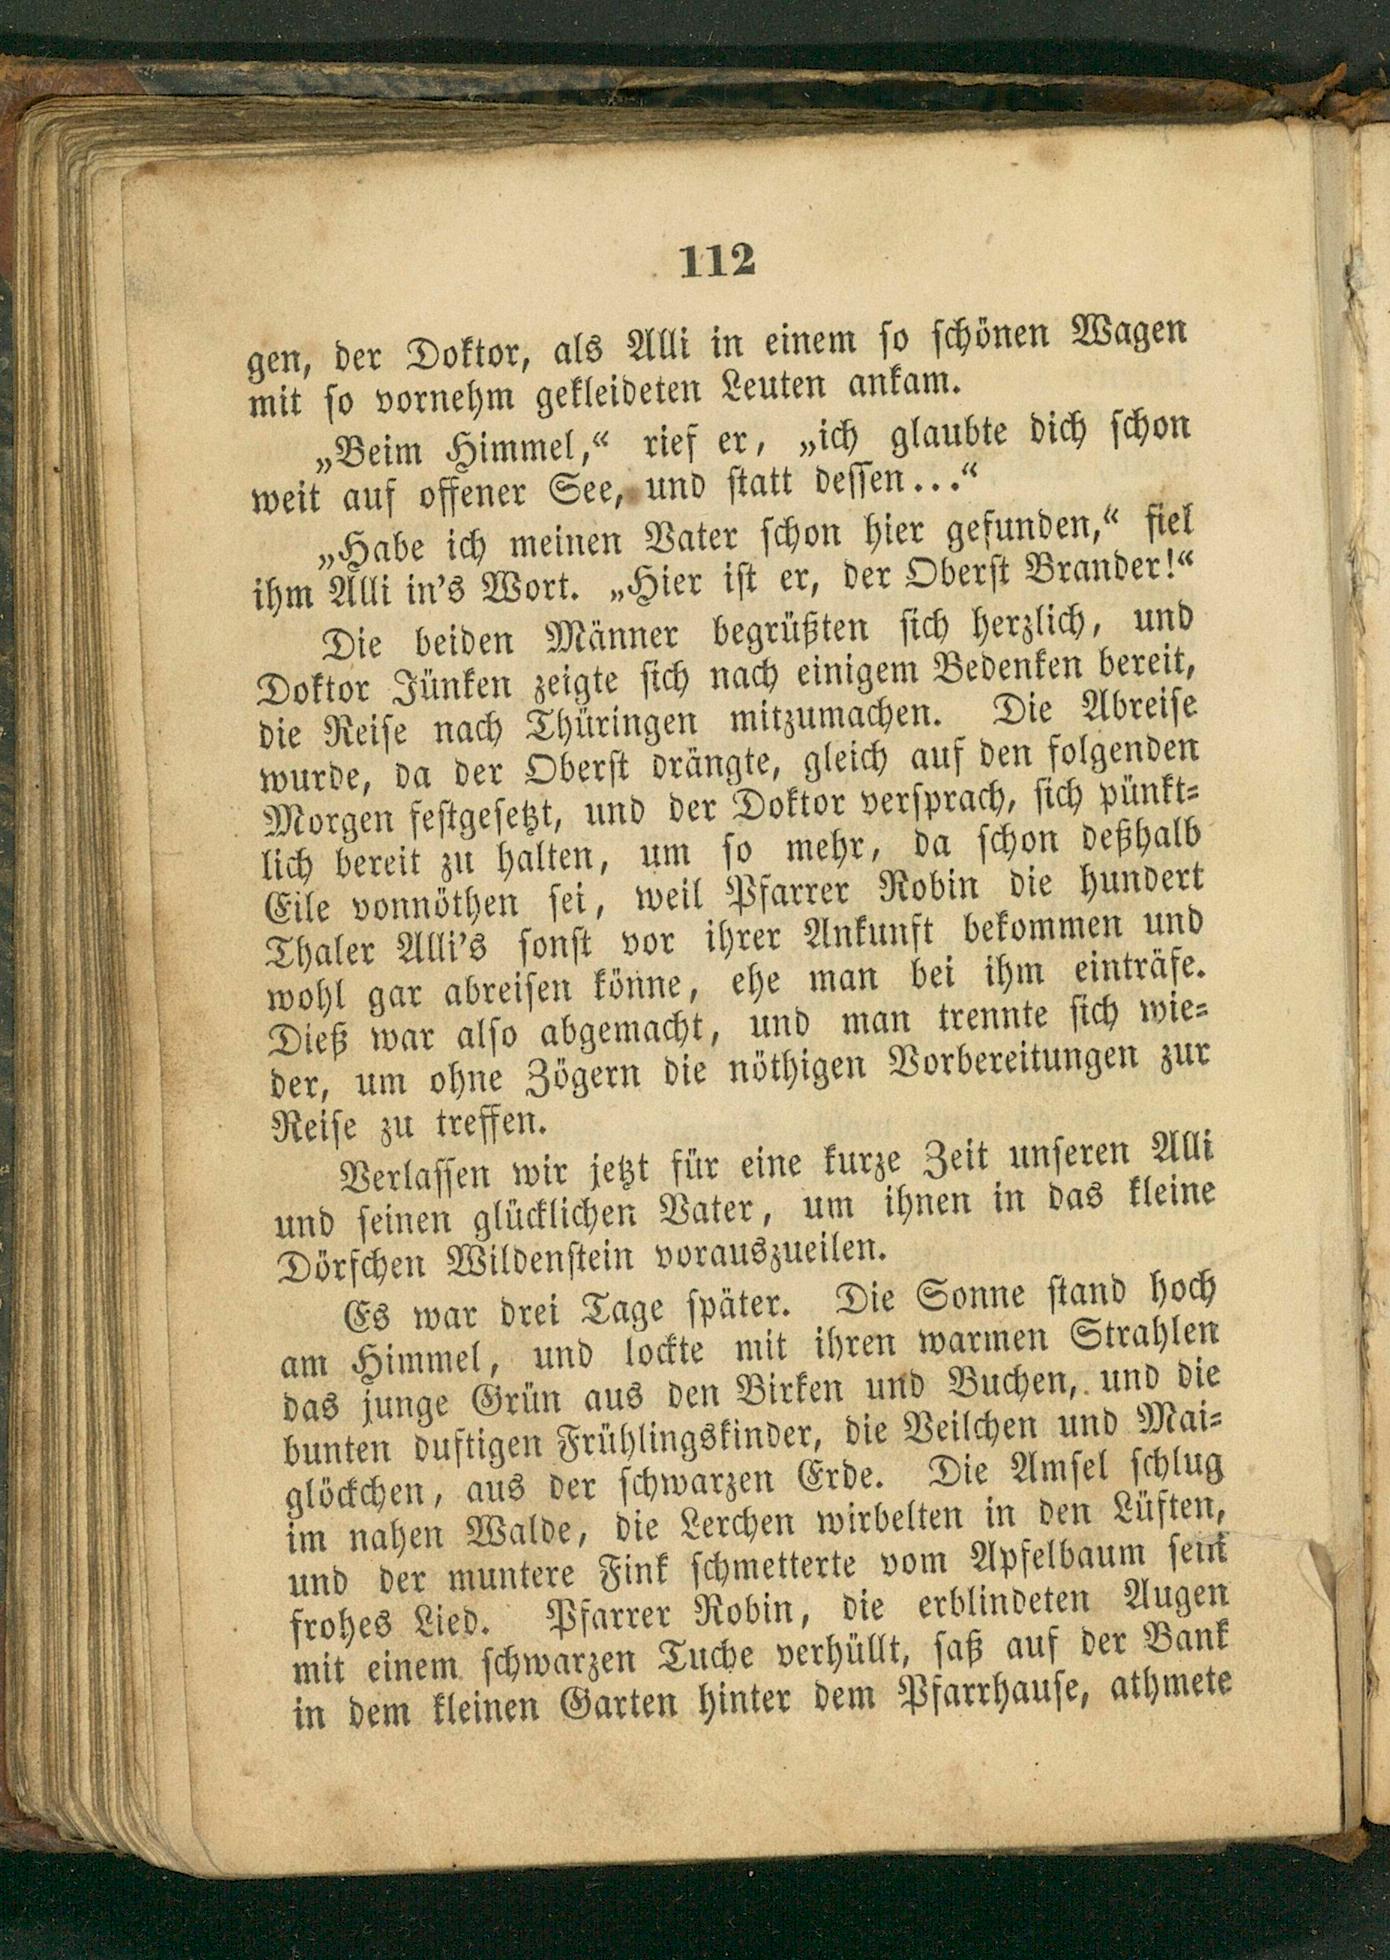 112
gen, der Doktor, als Alli in einem so schönen Wagen
mit so vornehm gekleideten Leuten ankam.
„Beim Himmel,“ rief er, „ich glaubte dich schon
weit auf offener See, und statt dessen...“
„Habe ich meinen Vater schon hier gefunden,“ fiel
ihm Alli in's Wort. „Hier ist er, der Oberst Brander!“
Die beiden Männer begrüßten sich herzlich, und
Doktor Jünken zeigte sich nach einigem Bedenken bereit,
die Reise nach Thüringen mitzumachen. Die Abreise
wurde, da der Oberst drängte, gleich auf den folgenden
Morgen festgesetzt, und der Doktor versprach, sich pünkt-
lich bereit zu halten, um so mehr, da schon deßhalb
Eile vonnöthen sei, weil Pfarrer Robin die hundert
Thaler Alli's sonst vor ihrer Ankunft bekommen und
wohl gar abreisen könne, ehe man bei ihm einträfe.
Dieß war also abgemacht, und man trennte sich wie-
der, um ohne Zögern die nöthigen Vorbereitungen zur
Reise zu treffen.
Verlassen wir jetzt für eine kurze Zeit unseren Alli
und seinen glücklichen Vater, um ihnen in das kleine
Dörfchen Wildenstein vorauszueilen.
Es war drei Tage später. Die Sonne stand hoch
am Himmel, und lockte mit ihren warmen Strahlen
das junge Grün aus den Birken und Buchen, und die
bunten duftigen Frühlingskinder, die Veilchen und Mai-
glöckchen, aus der schwarzen Erde. Die Amsel schlug
im nahen Walde, die Lerchen wirbelten in den Lüften,
und der muntere Fink schmetterte vom Apfelbaum sein
frohes Lied. Pfarrer Robin, die erblindeten Augen
mit einem schwarzen Tuche verhüllt, saß auf der Bank
in dem kleinen Garten hinter dem Pfarrhause, athmete